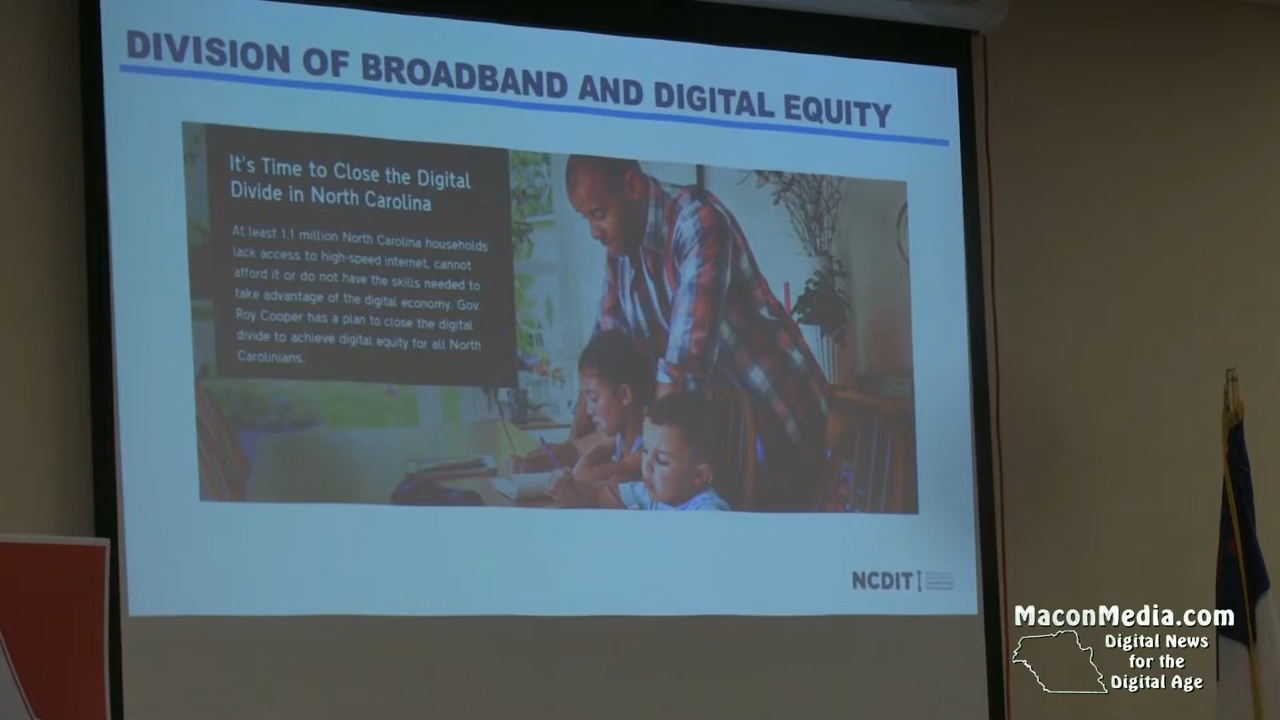 DIVISION OF BROADBAND AND DIGITAL EQUITY
It's Time to Close the Digital
Divide in North Carolina
At least 1.1 million North Carolina households
lack access to high-speed internet, cannot
afford it or do not have the skills needed to
take advantage of the digital economy. Gov.
Roy Cooper has a plan to close the digital
divide to achieve digital equity for all North
Carolinians.
NCDIT
MaconMedia.com
Digital News
for the
Digital Age